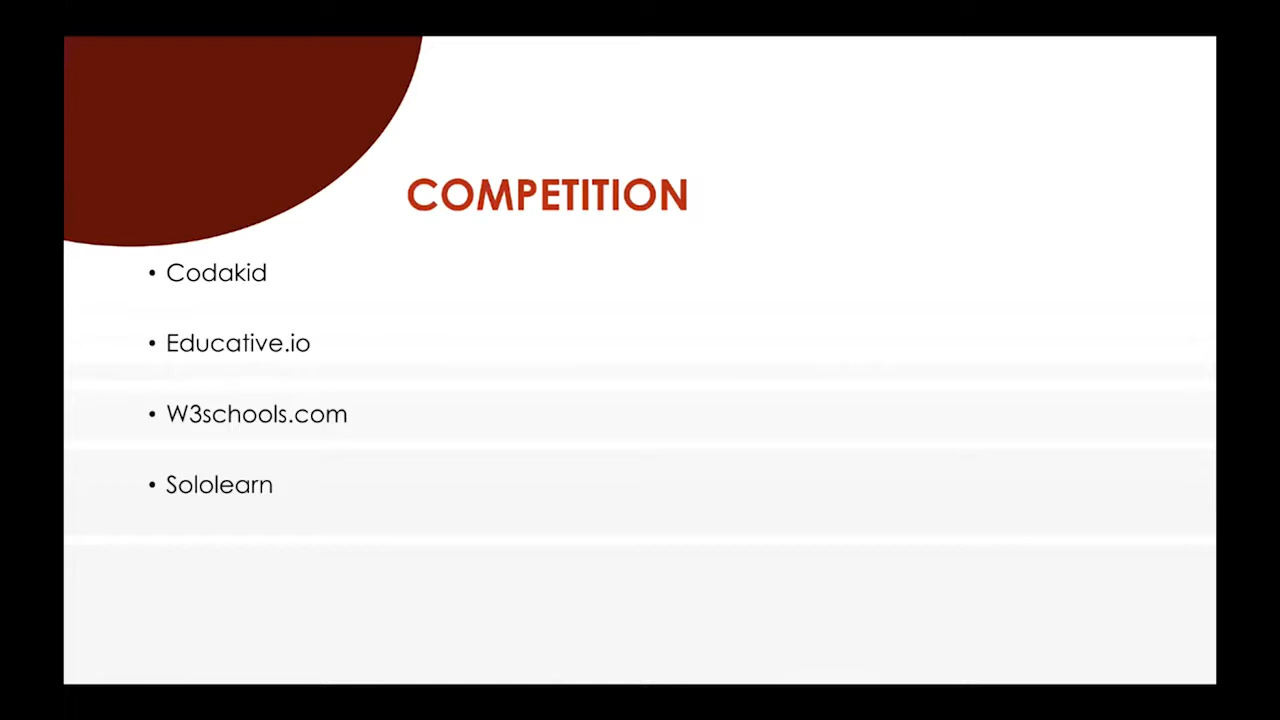 COMPETITION
• Codakid
• Educative.io
• W3schools.com
• Sololearn